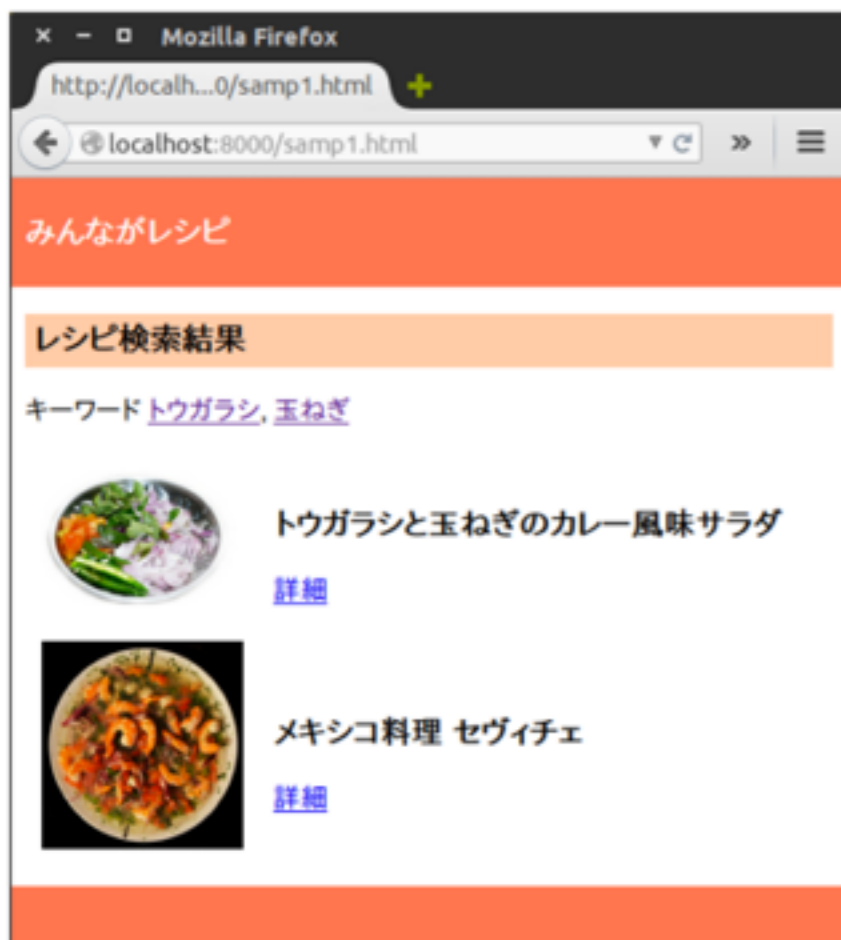 Mozilla Firefox
http://localh...0/samp1.html
localhost:8000/samp1.html
みんながレシピ
レシピ検索結果
キーワード トウガラシ, 玉ねぎ
トウガラシと玉ねぎのカレー風味サラダ
詳細
メキシコ料理 セヴィチェ
詳細